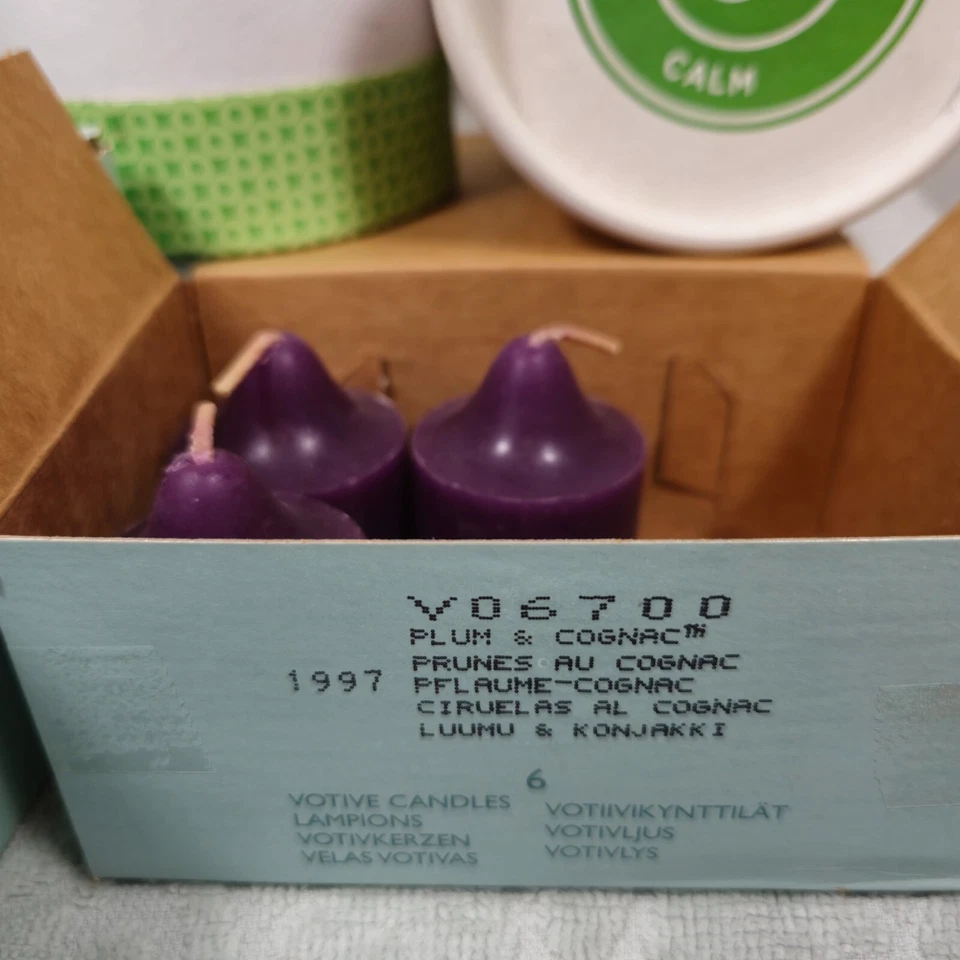 CALM
V06700
PLUM & COGNAC™
PRUNES AU COGNAC
1997 PFLAUME-COGNAC
CIRUELAS AL COGNAC
LUUMU & KONJAKKI
6
VOTIVE CANDLES
LAMPIONS
VOTIVKERZEN
VELAS VOTIVAS
VOTIIVIKYNTTILÄT
VOTIVLJUS
VOTIVLYS